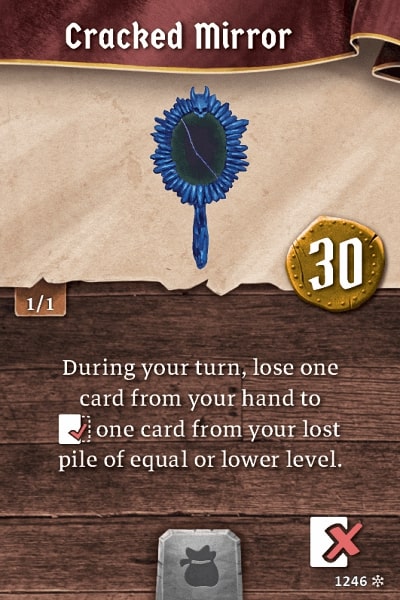 Cracked Mirror
30
1/1
During your turn, lose one
card from your hand to
one card from your lost
pile of equal or lower level.
1246